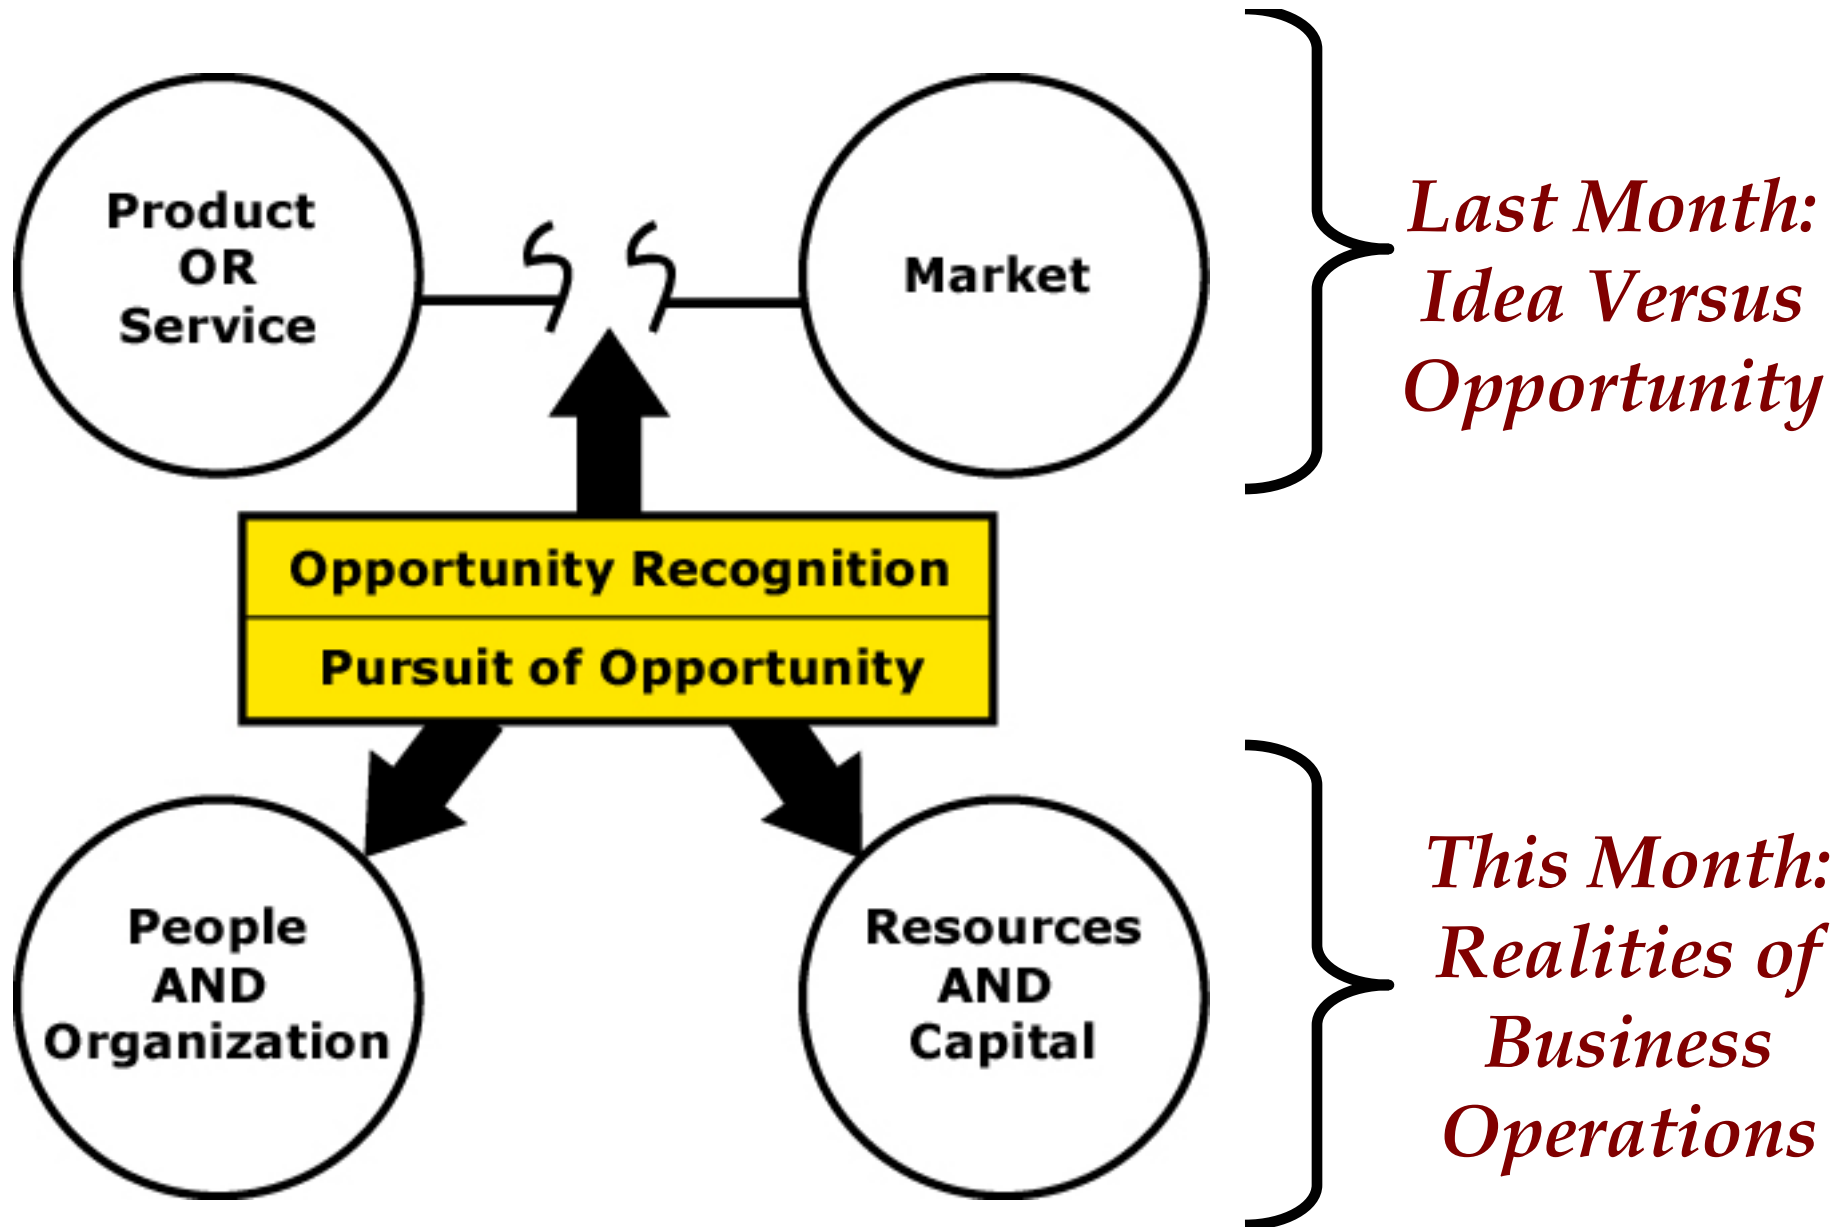 Product
OR
Service
Market
Last Month:
Idea Versus
Opportunity
Opportunity Recognition
Pursuit of Opportunity
People
AND
Organization
Resources
AND
Capital
This Month:
Realities of
Business
Operations